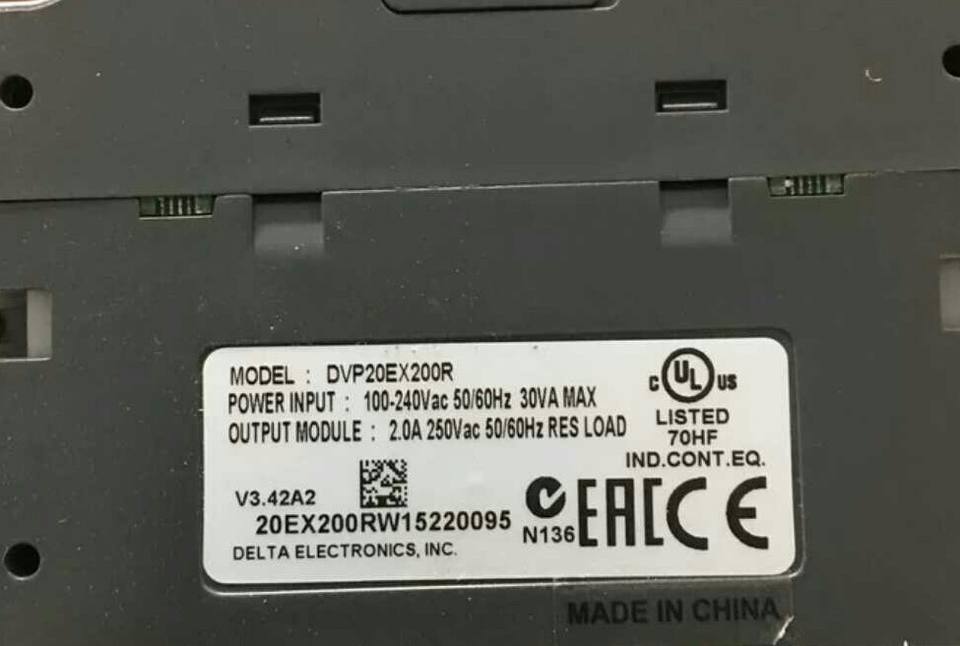 MODEL : DVP20EX200R
POWER INPUT : 100-240Vac 50/60Hz 30VA MAX
OUTPUT MODULE : 2.0A 250Vac 50/60Hz RES LOAD
C UL US
LISTED
70HF
IND.CONT.EQ.
V3.42A2
20EX200RW15220095
DELTA ELECTRONICS, INC.
N136
EAC CE
MADE IN CHINA